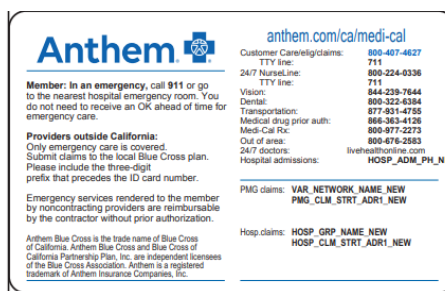 Anthem
Member: In an emergency, call 911 or go
to the nearest hospital emergency room. You
do not need to receive an OK ahead of time for
emergency care.
Providers outside California:
Only emergency care is covered.
Submit claims to the local Blue Cross plan.
Please include the three-digit
prefix that precedes the ID card number.
Emergency services rendered to the member
by noncontracting providers are reimbursable
by the contractor without prior authorization.
Anthem Blue Cross is the trade name of Blue Cross
of California. Anthem Blue Cross and Blue Cross of
California Partnership Plan, Inc. are independent licensees
of the Blue Cross Association. Anthem is a registered
trademark of Anthem Insurance Companies, Inc.
anthem.com/ca/medi-cal
Customer Care/elig/claims: 800-407-4627
TTY line: 711
24/7 NurseLine: 800-224-0336
TTY line: 711
Vision: 844-239-7644
Dental: 800-322-6384
Transportation: 877-931-4755
Medical drug prior auth: 866-363-4126
Medi-Cal Rx: 800-977-2273
Out of area: 800-676-2583
24/7 doctors: livehealthonline.com
Hospital admissions: HOSP_ADM_PH_N
PMG claims: VAR_NETWORK_NAME_NEW
PMG_CLM_STRT_ADR1_NEW
Hosp.claims: HOSP_GRP_NAME_NEW
HOSP_CLM_STRT_ADR1_NEW